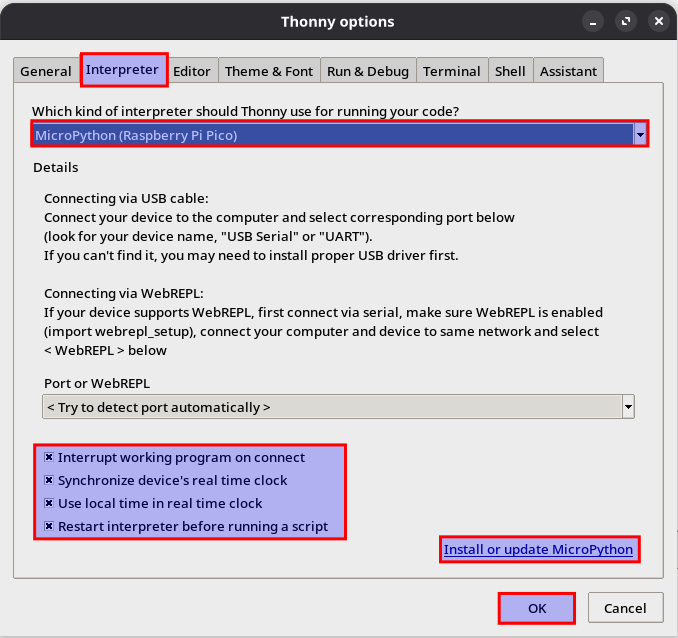 Thonny options
General Interpreter Editor Theme & Font Run & Debug Terminal Shell Assistant
Which kind of interpreter should Thonny use for running your code?
MicroPython (Raspberry Pi Pico)
Details
Connecting via USB cable:
Connect your device to the computer and select corresponding port below
(look for your device name, "USB Serial" or "UART").
If you can't find it, you may need to install proper USB driver first.
Connecting via WebREPL:
If your device supports WebREPL, first connect via serial, make sure WebREPL is enabled
(import webrepl_setup), connect your computer and device to same network and select
< WebREPL > below
Port or WebREPL
< Try to detect port automatically >
Interrupt working program on connect
Synchronize device's real time clock
Use local time in real time clock
Restart interpreter before running a script
Install or update MicroPython
OK Cancel